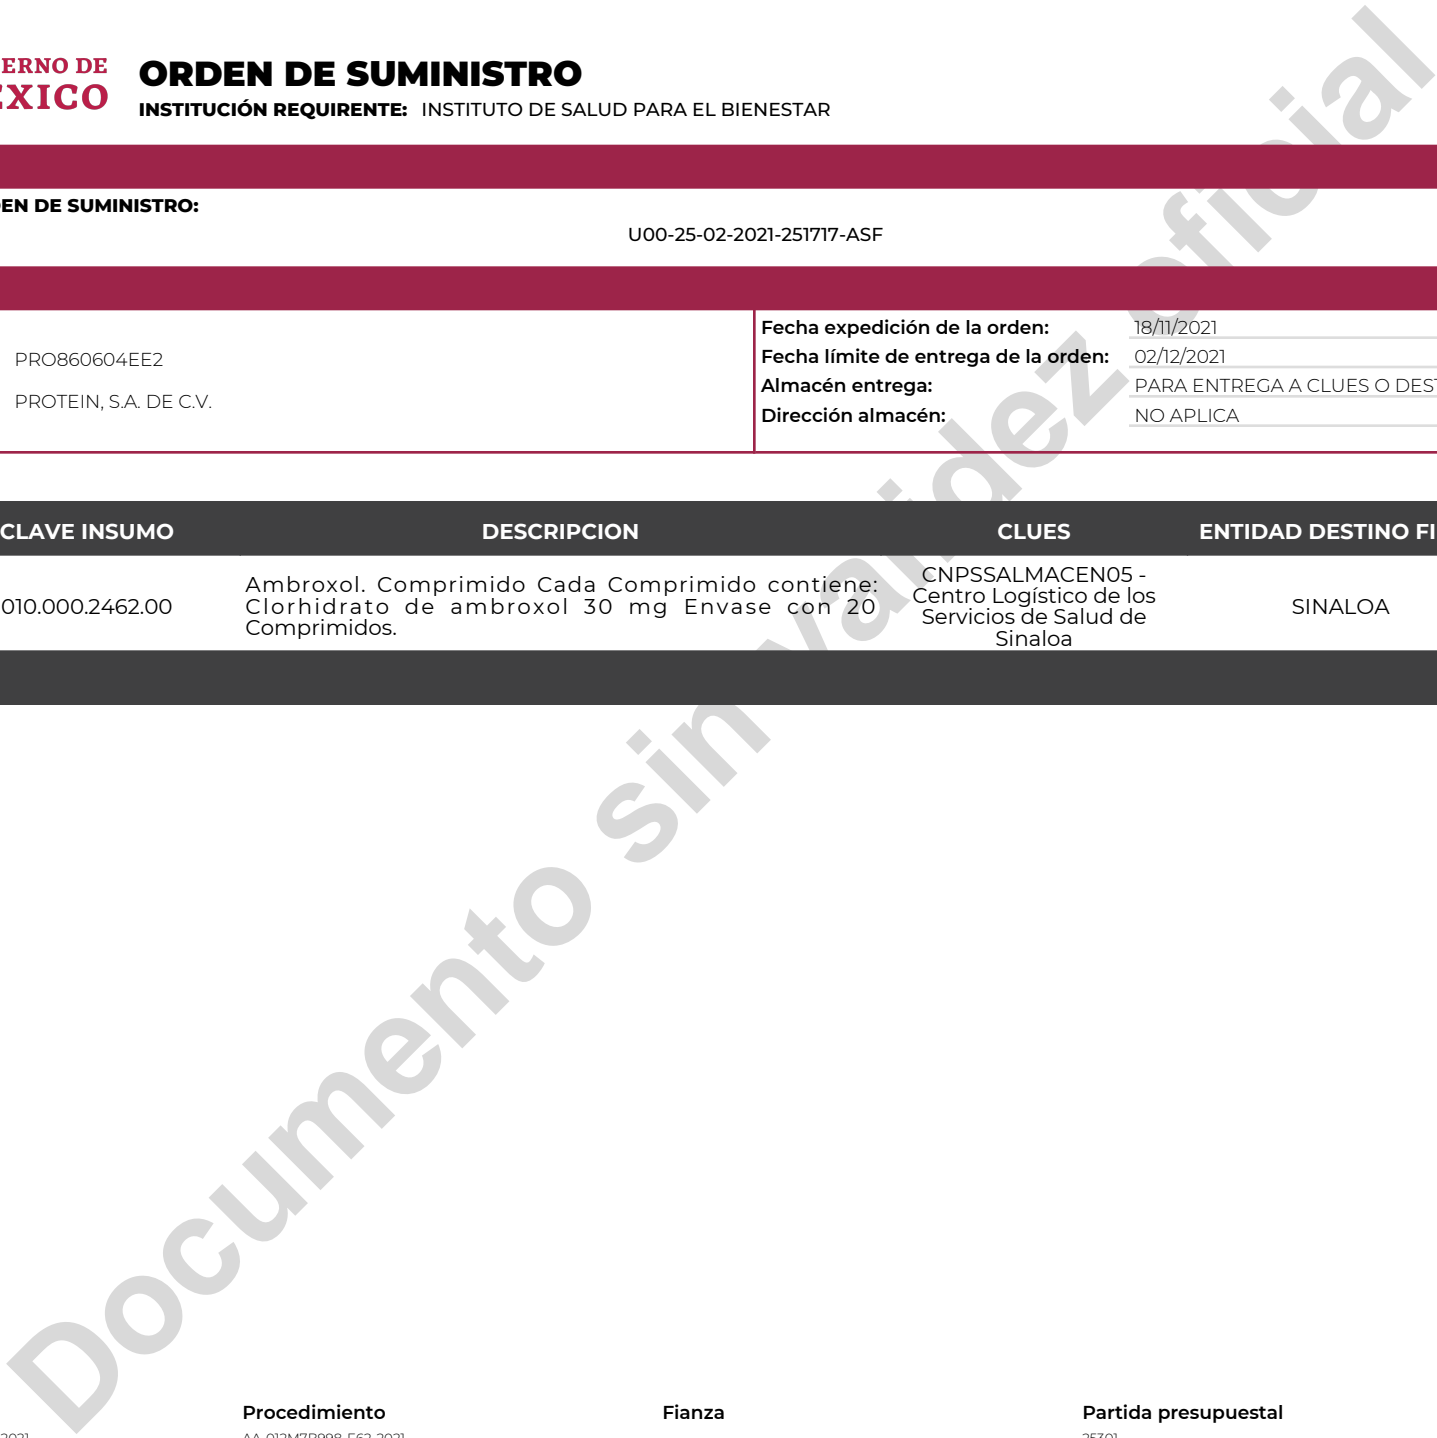 ERNO DE
ORDEN DE SUMINISTRO
EXICO
INSTITUCIÓN REQUIRENTE: INSTITUTO DE SALUD PARA EL BIENESTAR
EN DE SUMINISTRO:
U00-25-02-2021-251717-ASF
PRO860604EE2
PROTEIN, S.A. DE C.V.
Fecha expedición de la orden: 18/11/2021
Fecha límite de entrega de la orden: 02/12/2021
Almacén entrega: PARA ENTREGA A CLUES O DEST
Dirección almacén: NO APLICA
CLAVE INSUMO DESCRIPCION CLUES ENTIDAD DESTINO FI
010.000.2462.00
Ambroxol. Comprimido Cada Comprimido contiene:
Clorhidrato de ambroxol 30 mg Envase con 20
Comprimidos.
CNPSSALMACEN05 -
Centro Logístico de los
Servicios de Salud de
Sinaloa
SINALOA
Documento sin validez oficial
Procedimiento Fianza Partida presupuestal